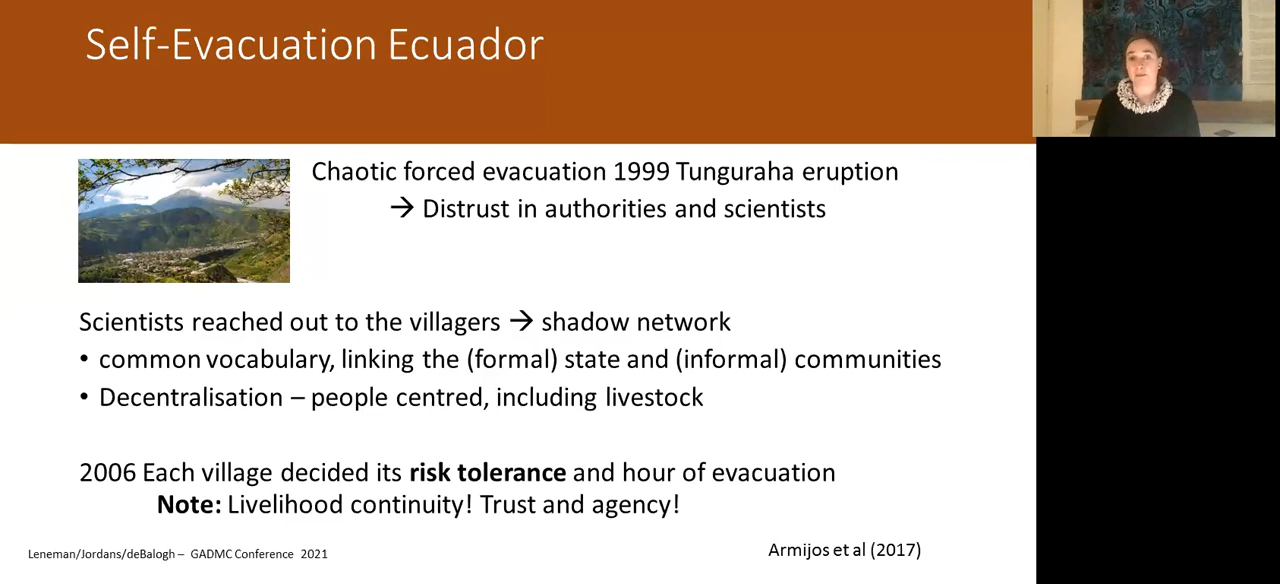 Self-Evacuation Ecuador
Chaotic forced evacuation 1999 Tunguraha eruption
→ Distrust in authorities and scientists
Scientists reached out to the villagers → shadow network
• common vocabulary, linking the (formal) state and (informal) communities
• Decentralisation – people centred, including livestock
2006 Each village decided its risk tolerance and hour of evacuation
Note: Livelihood continuity! Trust and agency!
Leneman/Jordans/deBalogh – GADMC Conference 2021
Armijos et al (2017)